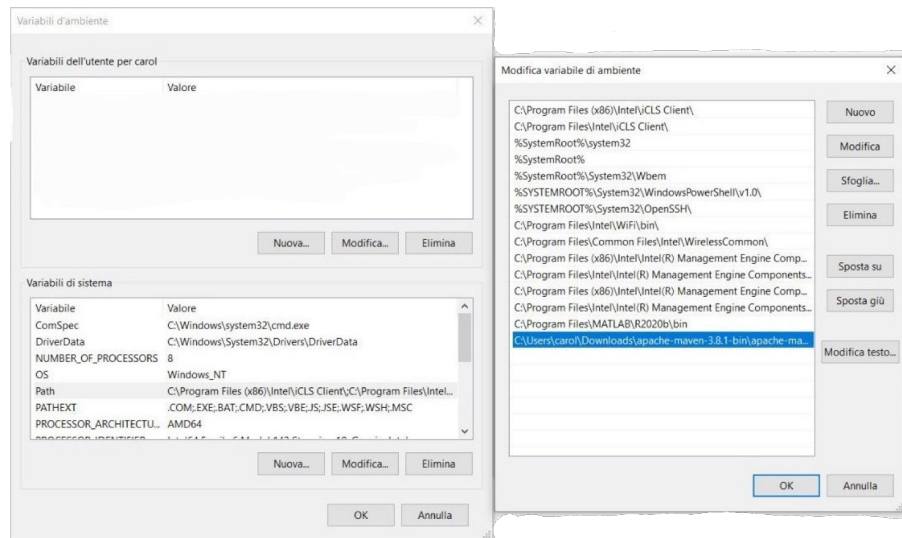 Variabili d'ambiente
Variabili dell'utente per carol
Variabile Valore
Nuova... Modifica... Elimina
Variabili di sistema
Variabile Valore
ComSpec C:\Windows\system32\cmd.exe
DriverData C:\Windows\System32\Drivers\DriverData
NUMBER_OF_PROCESSORS 8
OS Windows_NT
Path C:\Program Files (x86)\Intel\iCLS Client\;C:\Program Files\Intel...
PATHEXT .COM;.EXE;.BAT;.CMD;.VBS;.VBE;.JS;.JSE;.WSF;.WSH;.MSC
PROCESSOR_ARCHITECTU... AMD64
Nuova... Modifica... Elimina
OK Annulla
Modifica variabile di ambiente
C:\Program Files (x86)\Intel\iCLS Client\
C:\Program Files\Intel\iCLS Client\
%SystemRoot%\system32
%SystemRoot%
%SystemRoot%\System32\Wbem
%SYSTEMROOT%\System32\WindowsPowerShell\v1.0\
%SYSTEMROOT%\System32\OpenSSH\
C:\Program Files\Intel\WiFi\bin\
C:\Program Files\Common Files\Intel\WirelessCommon\
C:\Program Files (x86)\Intel\Intel(R) Management Engine Comp...
C:\Program Files\Intel\Intel(R) Management Engine Components...
C:\Program Files (x86)\Intel\Intel(R) Management Engine Comp...
C:\Program Files\Intel\Intel(R) Management Engine Components...
C:\Program Files\MATLAB\R2020b\bin
C:\Users\carol\Downloads\apache-maven-3.8.1-bin\apache-ma...
Nuovo
Modifica
Sfoglia...
Elimina
Sposta su
Sposta giù
Modifica testo...
OK Annulla